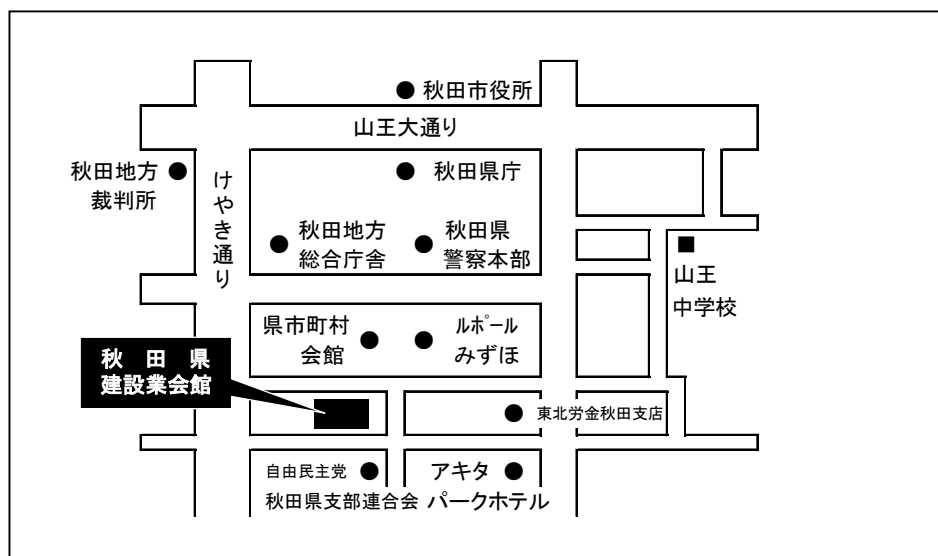 秋田市役所
山王大通り
秋田地方
裁判所
けやき通り
秋田県庁
秋田地方
総合庁舎
秋田県
警察本部
山王
中学校
県市町村
会館
ﾙﾎﾟｰﾙ
みずほ
秋田県
建設業会館
東北労金秋田支店
自由民主党
秋田県支部連合会
アキタ
パークホテル